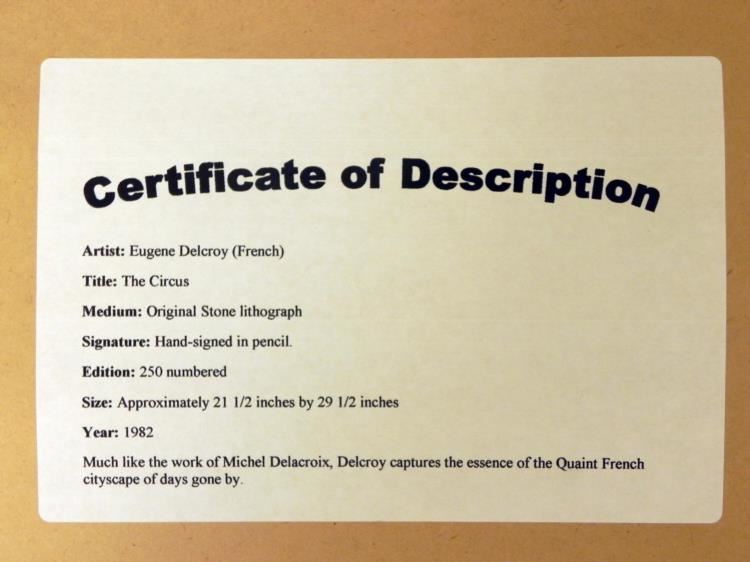 Certificate of Description
Artist: Eugene Delcroy (French)
Title: The Circus
Medium: Original Stone lithograph
Signature: Hand-signed in pencil.
Edition: 250 numbered
Size: Approximately 21 1/2 inches by 29 1/2 inches
Year: 1982
Much like the work of Michel Delacroix, Delcroy captures the essence of the Quaint French
cityscape of days gone by.